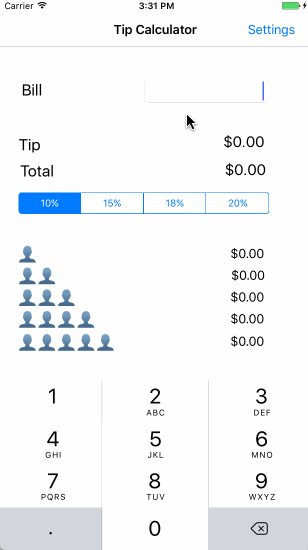 Carrier 3:31 PM
Tip Calculator Settings
Bill
Tip $0.00
Total $0.00
10% 15% 18% 20%
$0.00
$0.00
$0.00
$0.00
$0.00
1 2 3
ABC DEF
4 5 6
GHI JKL MNO
7 8 9
PQRS TUV WXYZ
. 0